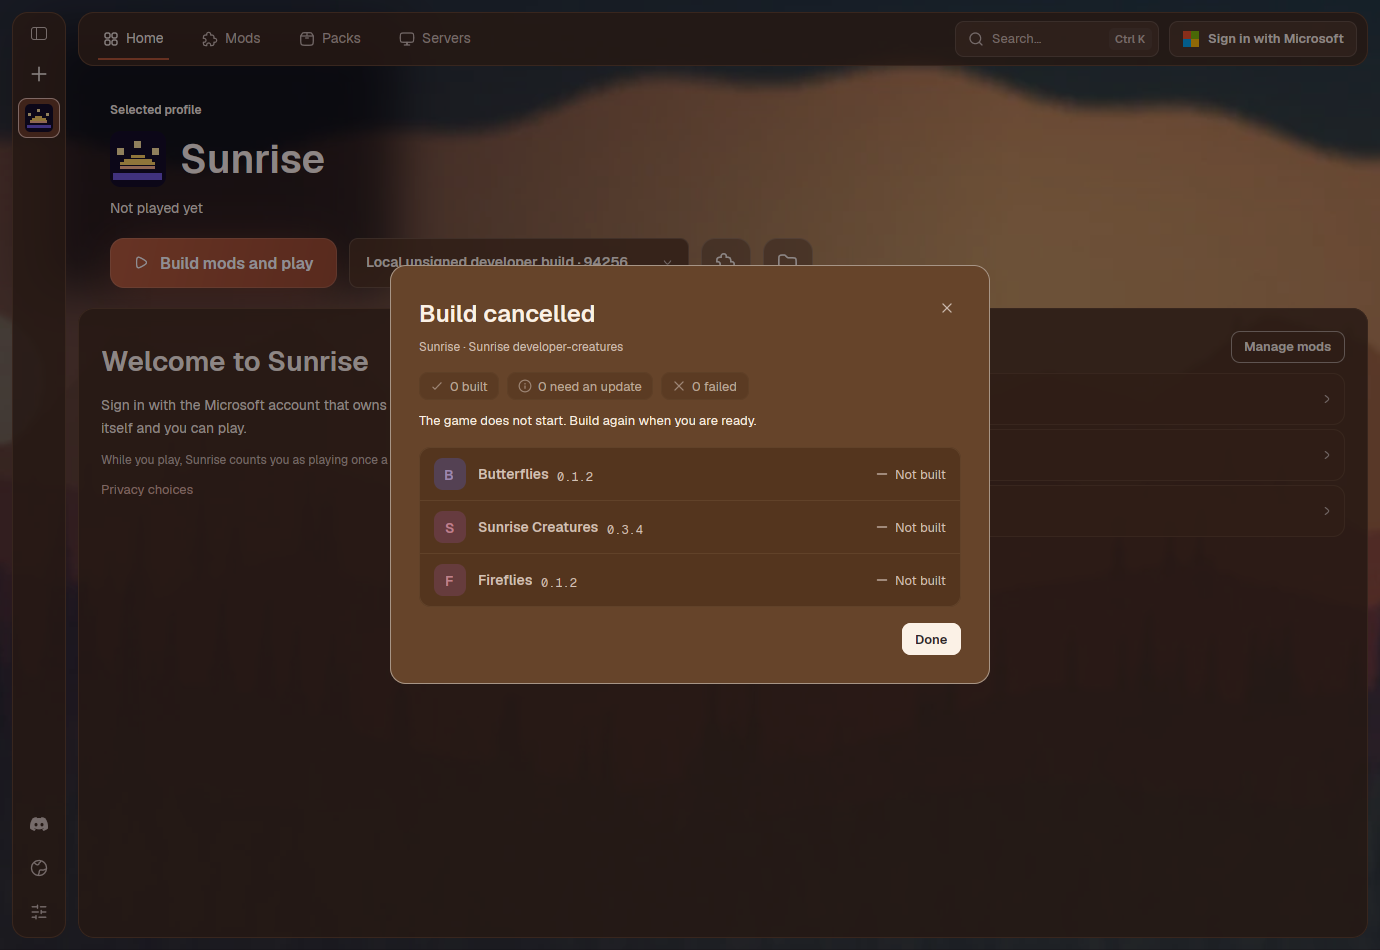 Home
Mods
Packs
Servers
Search...
Ctrl K
Sign in with Microsoft
Selected profile
Sunrise
Not played yet
Build mods and play
Local unsigned developer build · 94256
Build cancelled
Sunrise · Sunrise developer-creatures
0 built
0 need an update
0 failed
The game does not start. Build again when you are ready.
B
Butterflies 0.1.2
Not built
S
Sunrise Creatures 0.3.4
Not built
F
Fireflies 0.1.2
Not built
Done
Welcome to Sunrise
Sign in with the Microsoft account that owns
itself and you can play.
While you play, Sunrise counts you as playing once a
Privacy choices
Manage mods